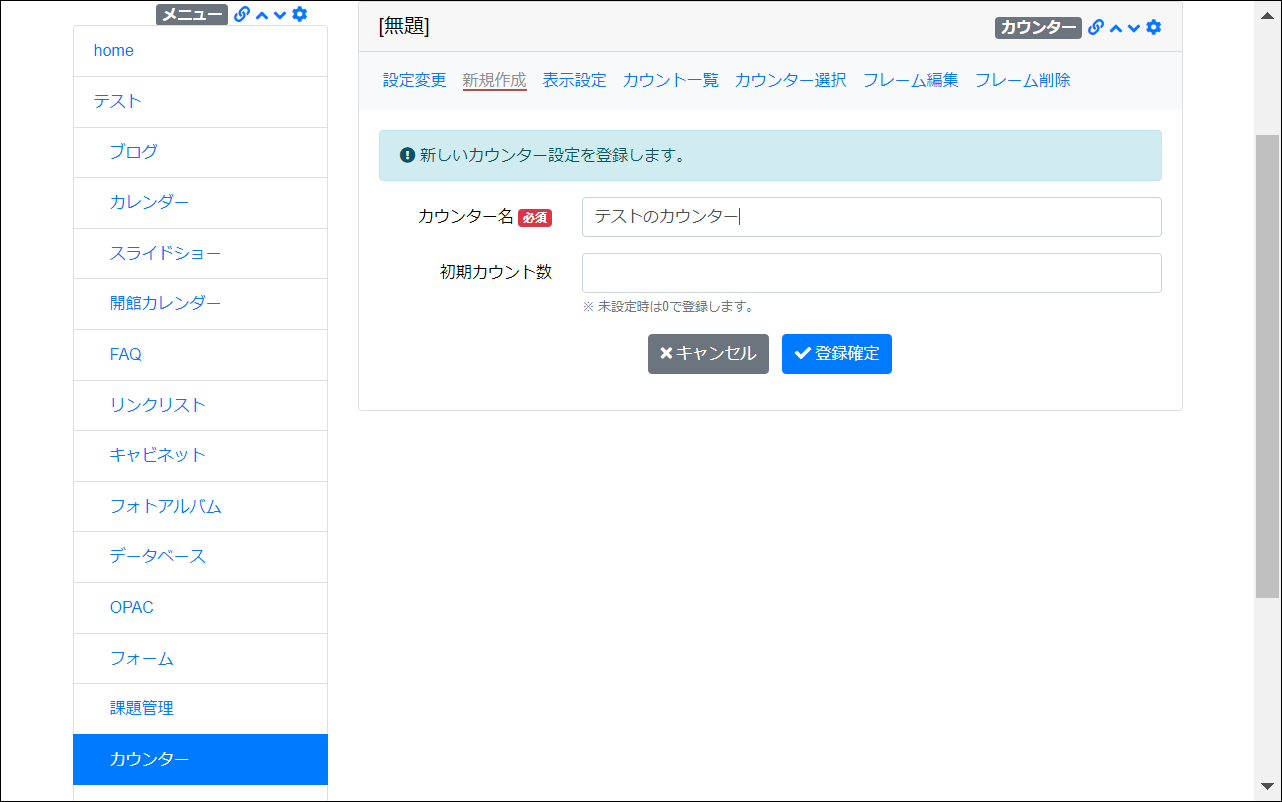 メニュー
home
テスト
ブログ
カレンダー
スライドショー
開館カレンダー
FAQ
リンクリスト
キャビネット
フォトアルバム
データベース
OPAC
フォーム
課題管理
カウンター
[無題]
カウンター
設定変更 新規作成 表示設定 カウント一覧 カウンター選択 フレーム編集 フレーム削除
新しいカウンター設定を登録します。
カウンター名 必須 テストのカウンター
初期カウント数
※ 未設定時は0で登録します。
キャンセル 登録確定